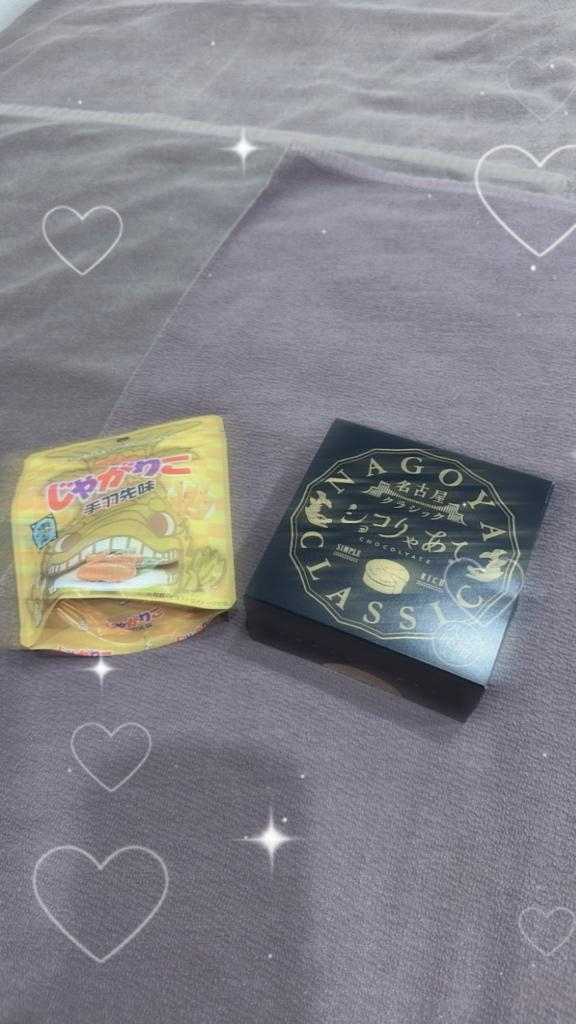 じゃがりこ
手羽先味
NAGOYA
名古屋
クラシック
ショコりゃあて
CHOCOLYATE
SIMPLE
RICH
CLASSIC